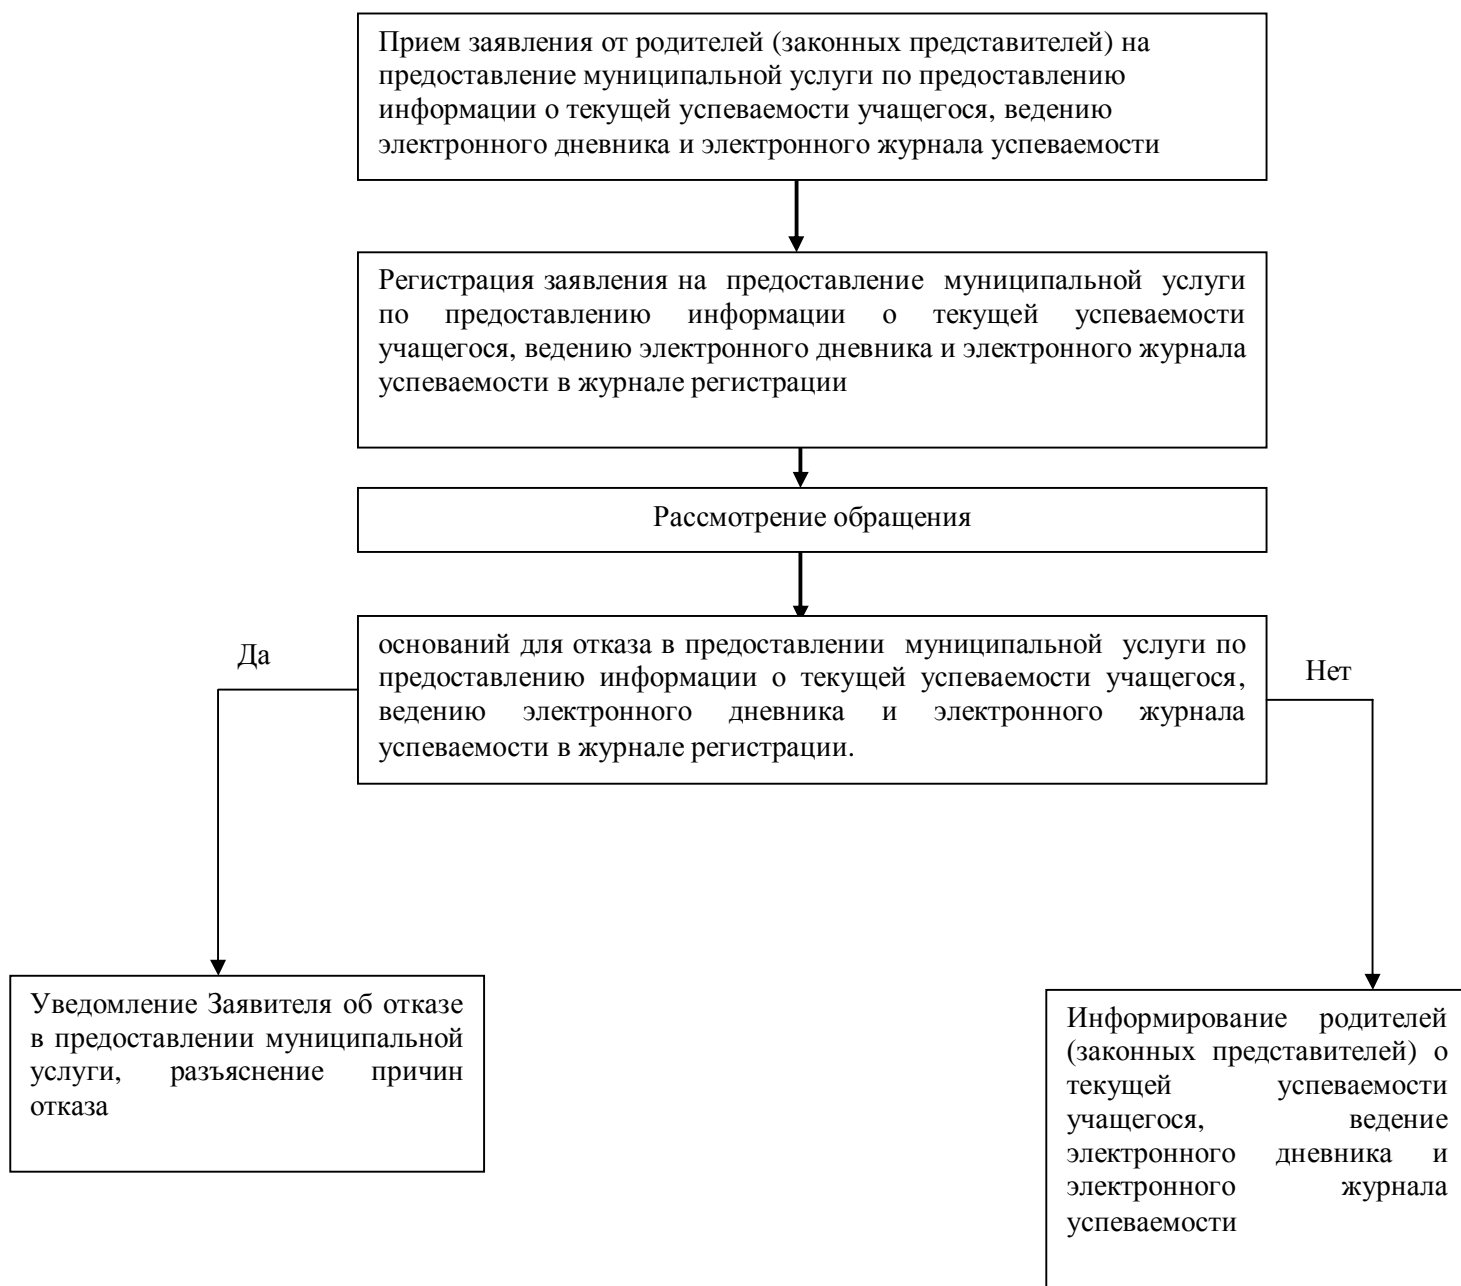 Прием заявления от родителей (законных представителей) на
предоставление муниципальной услуги по предоставлению
информации о текущей успеваемости учащегося, ведению
электронного дневника и электронного журнала успеваемости
Регистрация заявления на предоставление муниципальной услуги
по предоставлению информации о текущей успеваемости
учащегося, ведению электронного дневника и электронного журнала
успеваемости в журнале регистрации
Рассмотрение обращения
Да
оснований для отказа в предоставлении муниципальной услуги по
предоставлению информации о текущей успеваемости учащегося,
ведению электронного дневника и электронного журнала
успеваемости в журнале регистрации.
Нет
Уведомление Заявителя об отказе
в предоставлении муниципальной
услуги, разъяснение причин
отказа
Информирование родителей
(законных представителей) о
текущей успеваемости
учащегося, ведение
электронного дневника и
электронного журнала
успеваемости